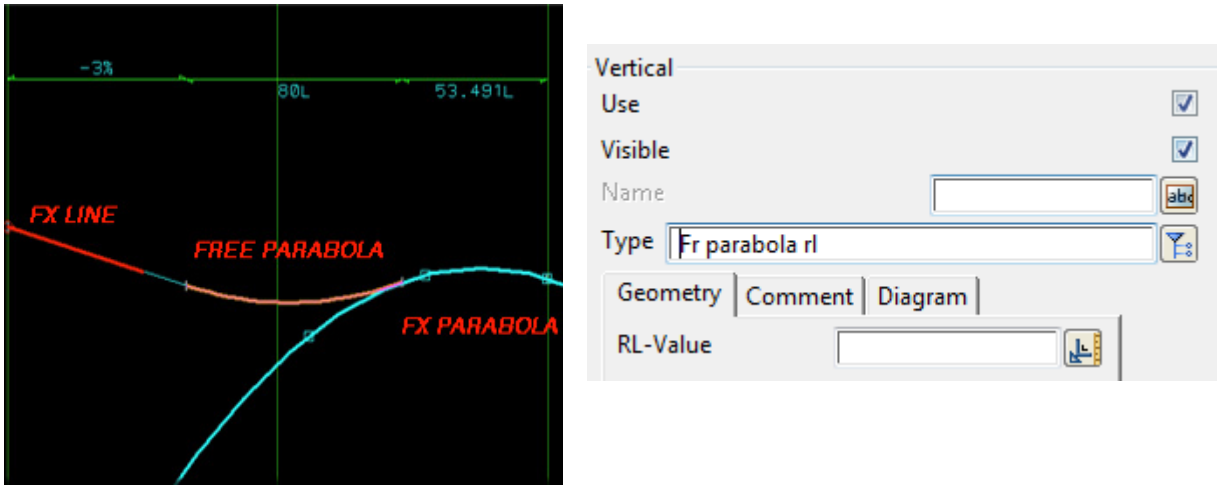 -3%
80L
53.491L
FX LINE
FREE PARABOLA
FX PARABOLA
Vertical
Use
Visible
Name
abc
Type Fr parabola rl
Geometry Comment Diagram
RL-Value